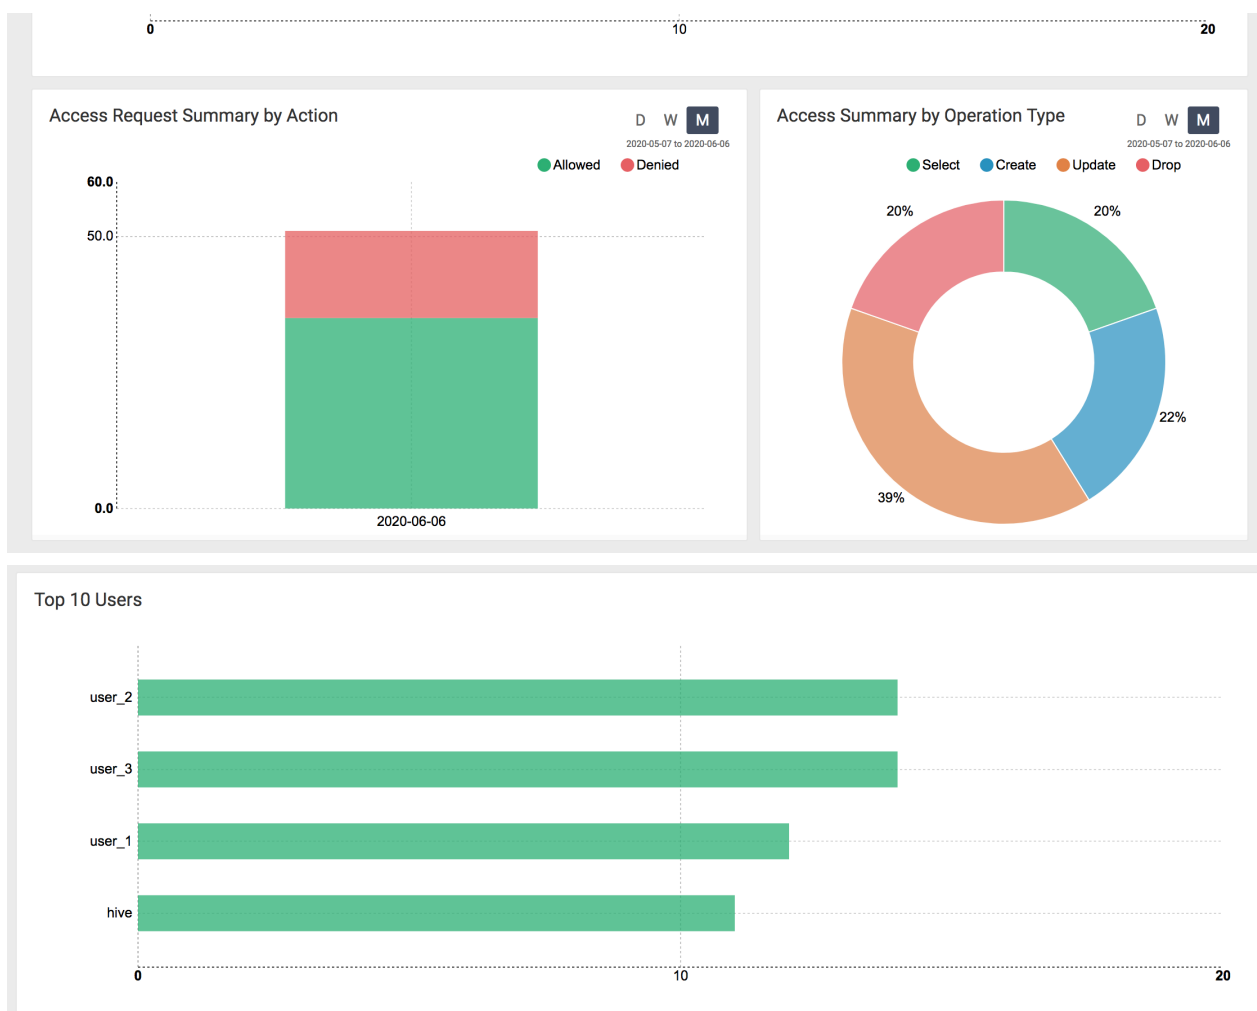 0 10 20
Access Request Summary by Action
D W M
2020-05-07 to 2020-06-06
Allowed Denied
60.0
50.0
0.0
2020-06-06
Access Summary by Operation Type
D W M
2020-05-07 to 2020-06-06
Select Create Update Drop
20% 20%
22%
39%
Top 10 Users
user_2
user_3
user_1
hive
0 10 20